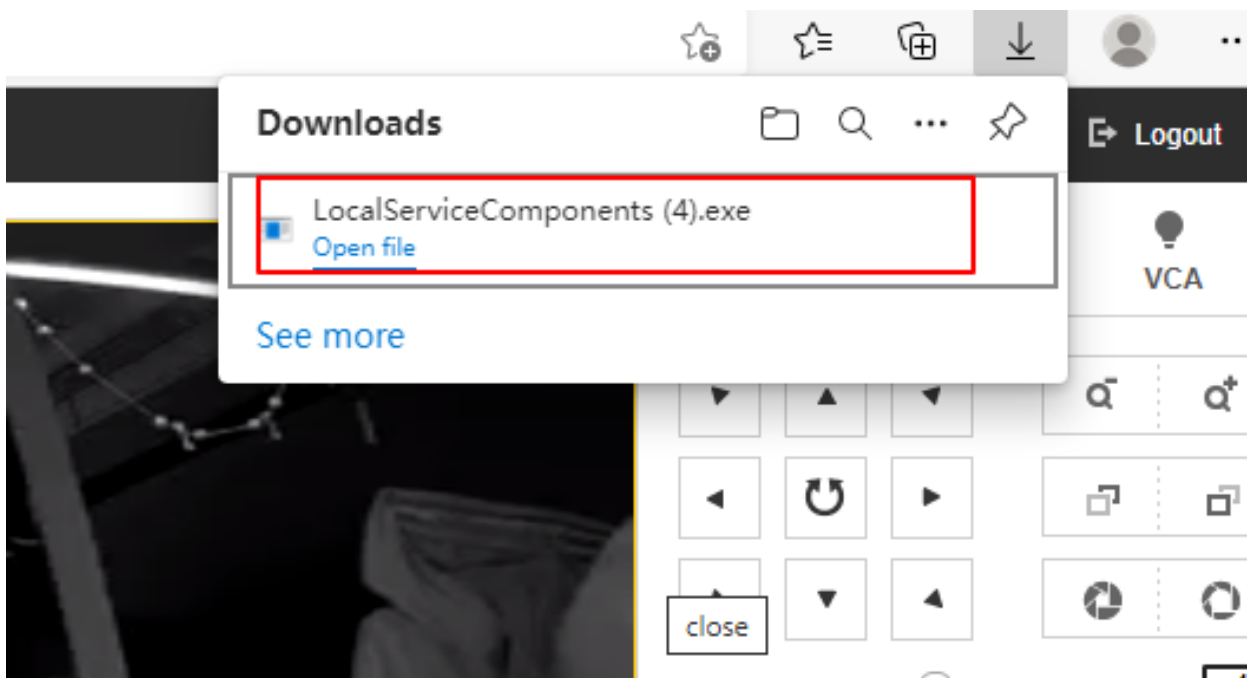 Downloads
Logout
LocalServiceComponents (4).exe
Open file
VCA
See more
close